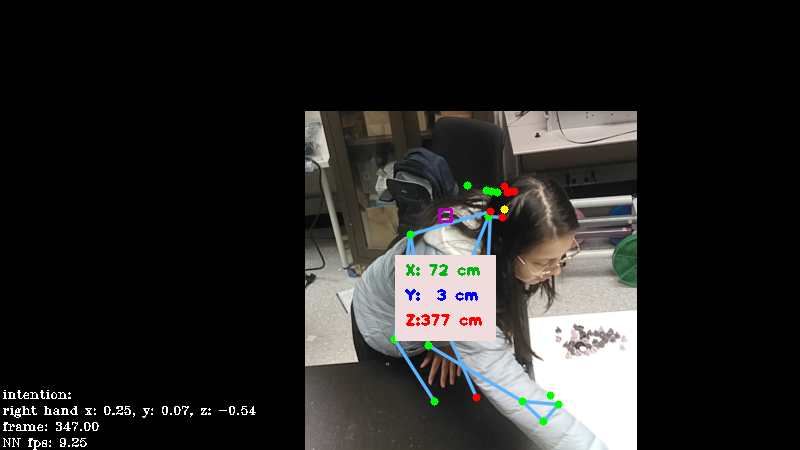 X: 72 cm
Y: 3 cm
Z:377 cm
intention:
right hand x: 0.25, y: 0.07, z: -0.54
frame: 347.00
NN fps: 9.25